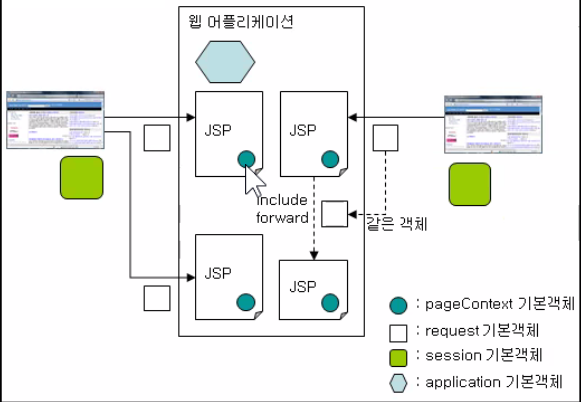 웹 어플리케이션
JSP
JSP
include
forward
같은 객체
JSP
JSP
: pageContext 기본객체
: request 기본객체
: session 기본객체
: application 기본객체